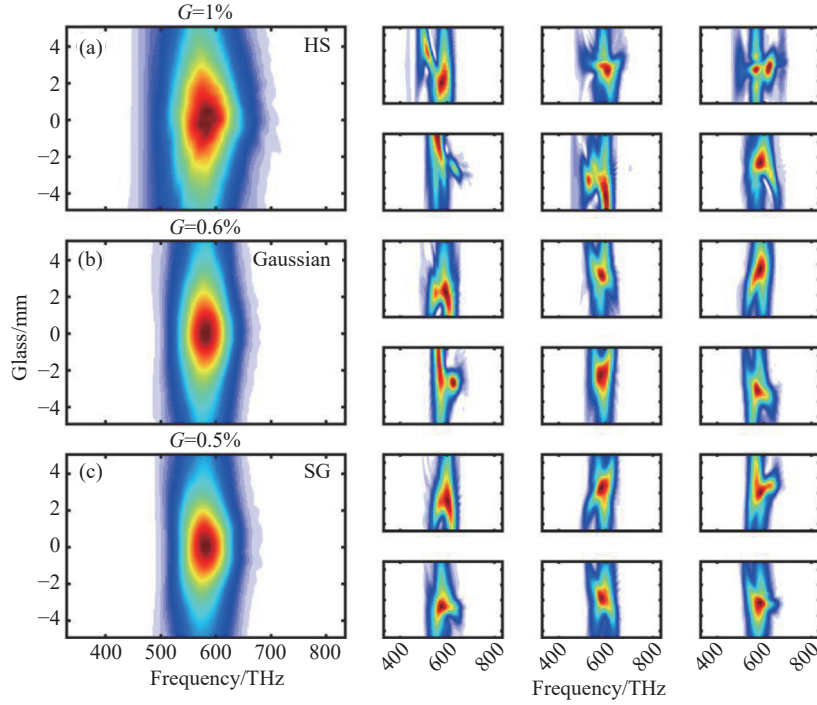 G=1%
(a) HS
4
2
0
−2
−4
G=0.6%
(b) Gaussian
4
2
0
−2
−4
Glass/mm
G=0.5%
(c) SG
4
2
0
−2
−4
400 500 600 700 800
400 600 800 400 600 800 400 600 800
Frequency/THz Frequency/THz